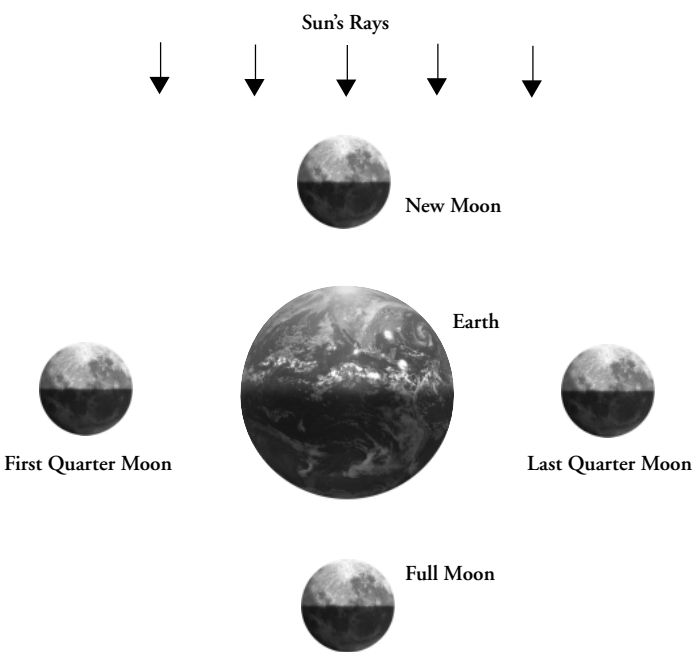 Sun's Rays
New Moon
Earth
First Quarter Moon
Last Quarter Moon
Full Moon